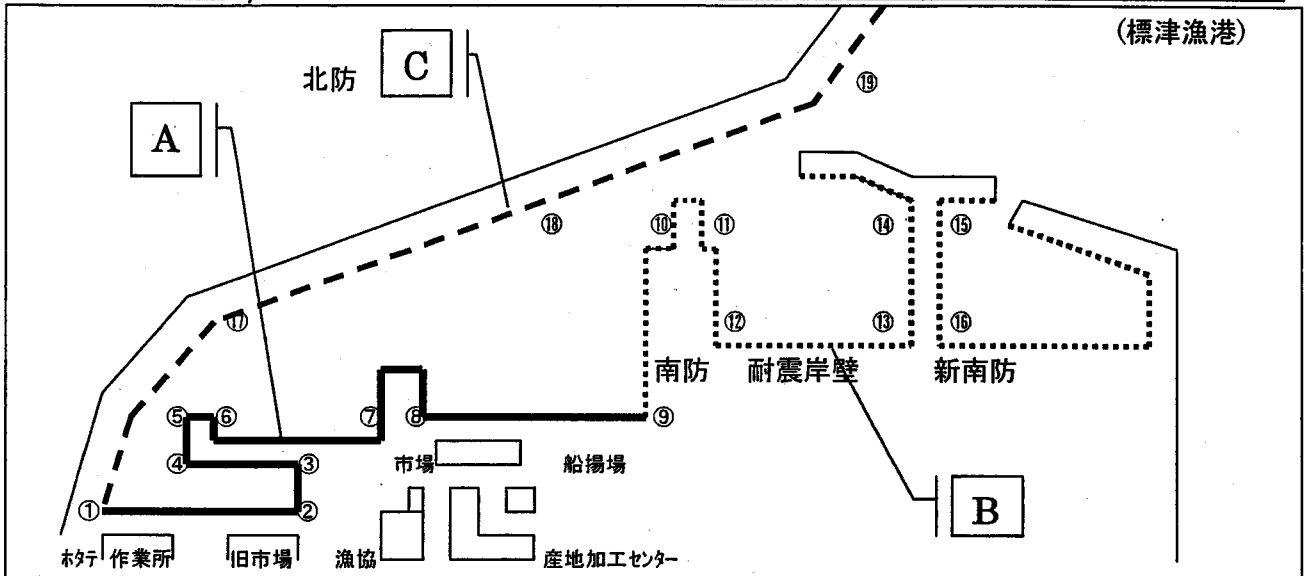 (標津漁港)
北防
C
A
⑲
⑱
⑩
⑪
⑭
⑮
⑰
⑫
⑬
⑯
南防
耐震岸壁
新南防
⑤
⑥
⑦
⑧
⑨
④
③
市場
船揚場
①
②
B
ホタテ 作業所
旧市場
漁協
産地加工センター